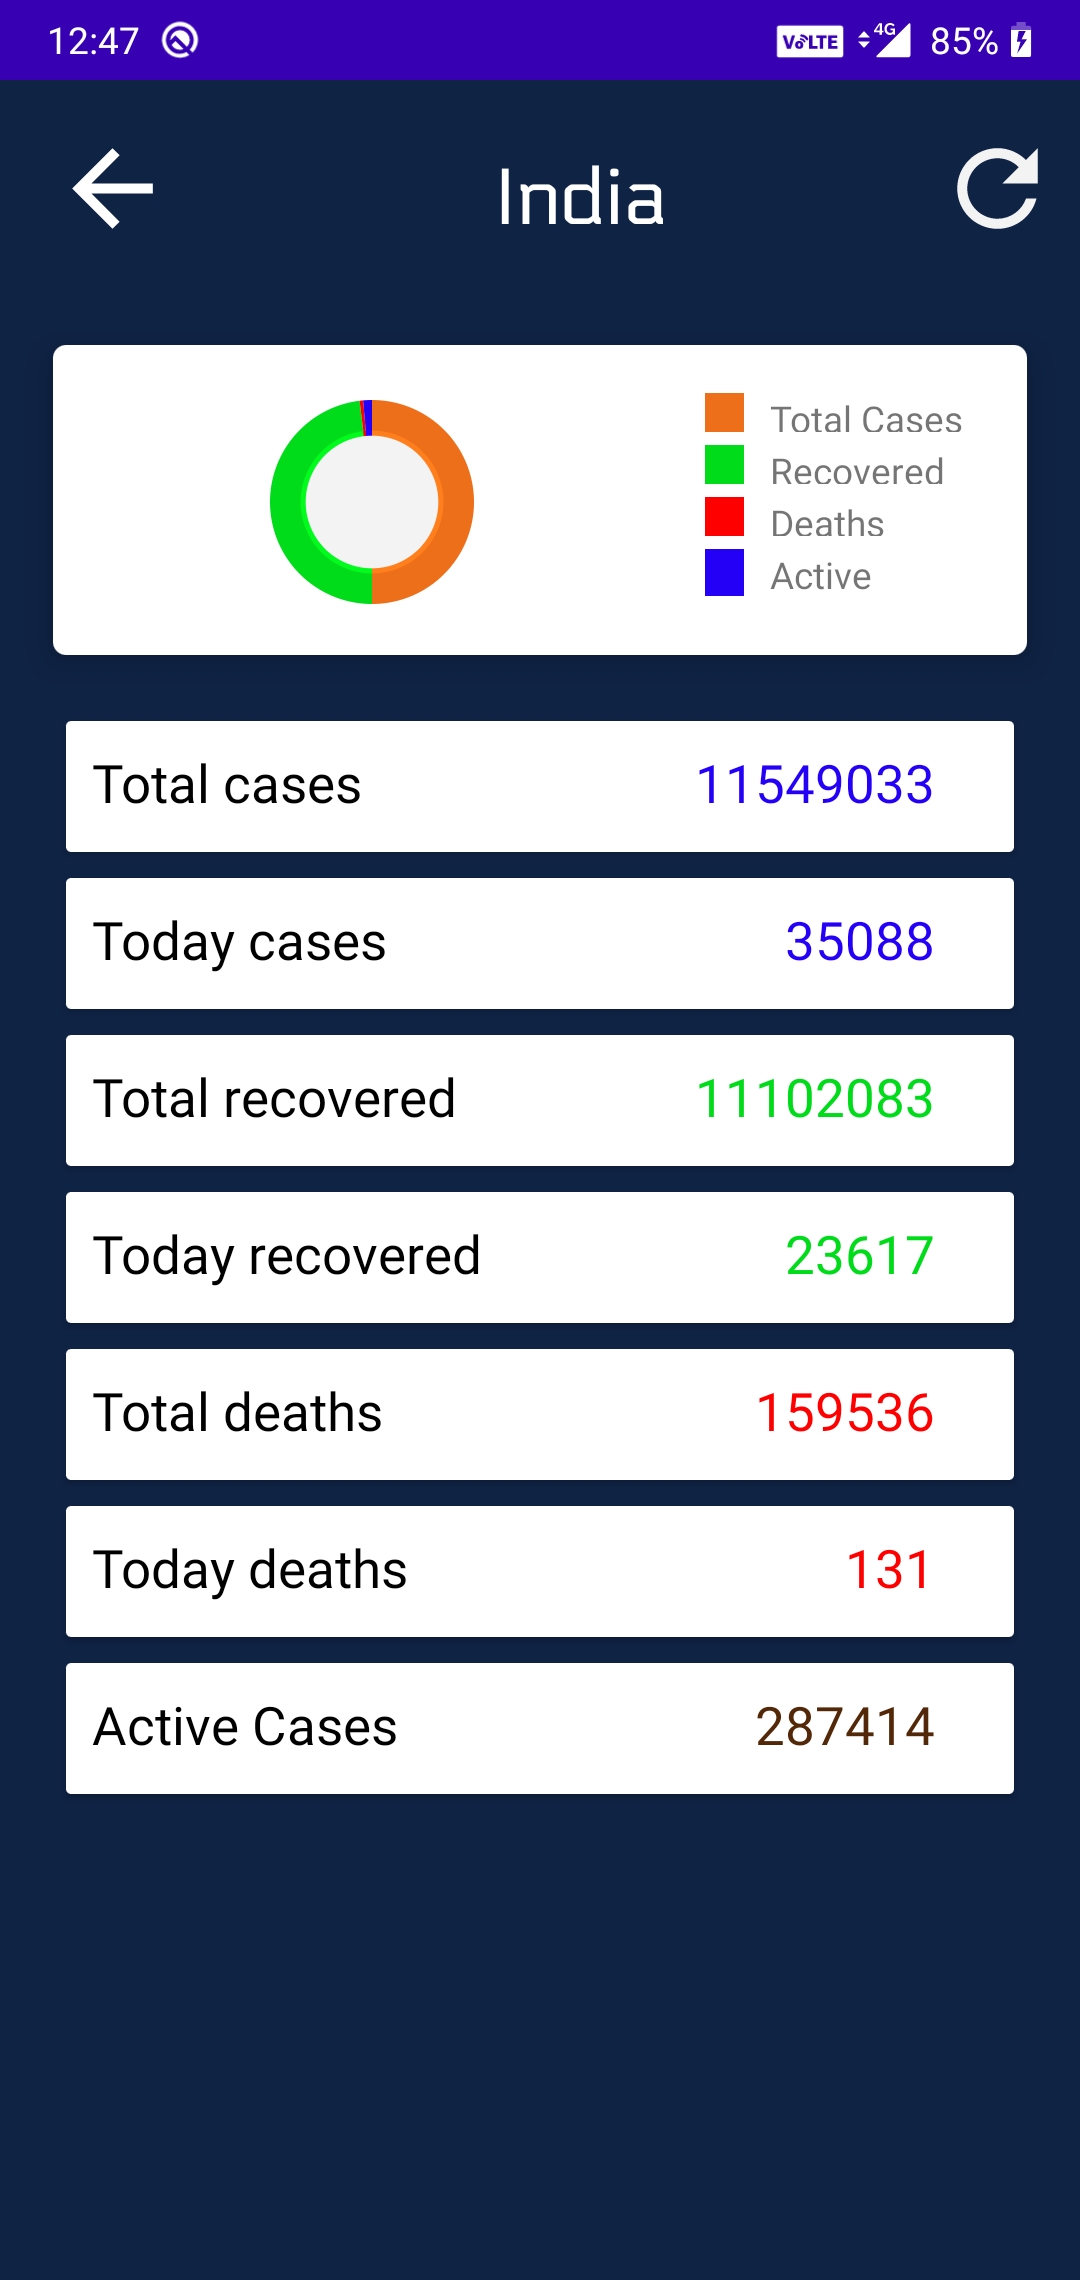 12:47 VoLTE 4G 85%
India
Total Cases
Recovered
Deaths
Active
Total cases 11549033
Today cases 35088
Total recovered 11102083
Today recovered 23617
Total deaths 159536
Today deaths 131
Active Cases 287414